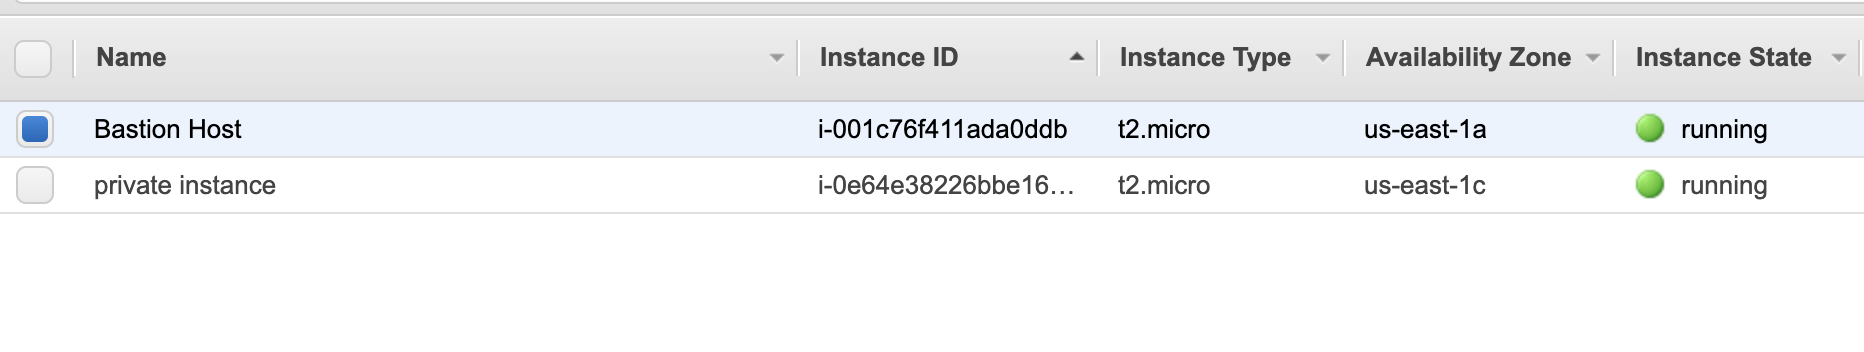 Name Instance ID Instance Type Availability Zone Instance State
Bastion Host i-001c76f411ada0ddb t2.micro us-east-1a running
private instance i-0e64e38226bbe16… t2.micro us-east-1c running